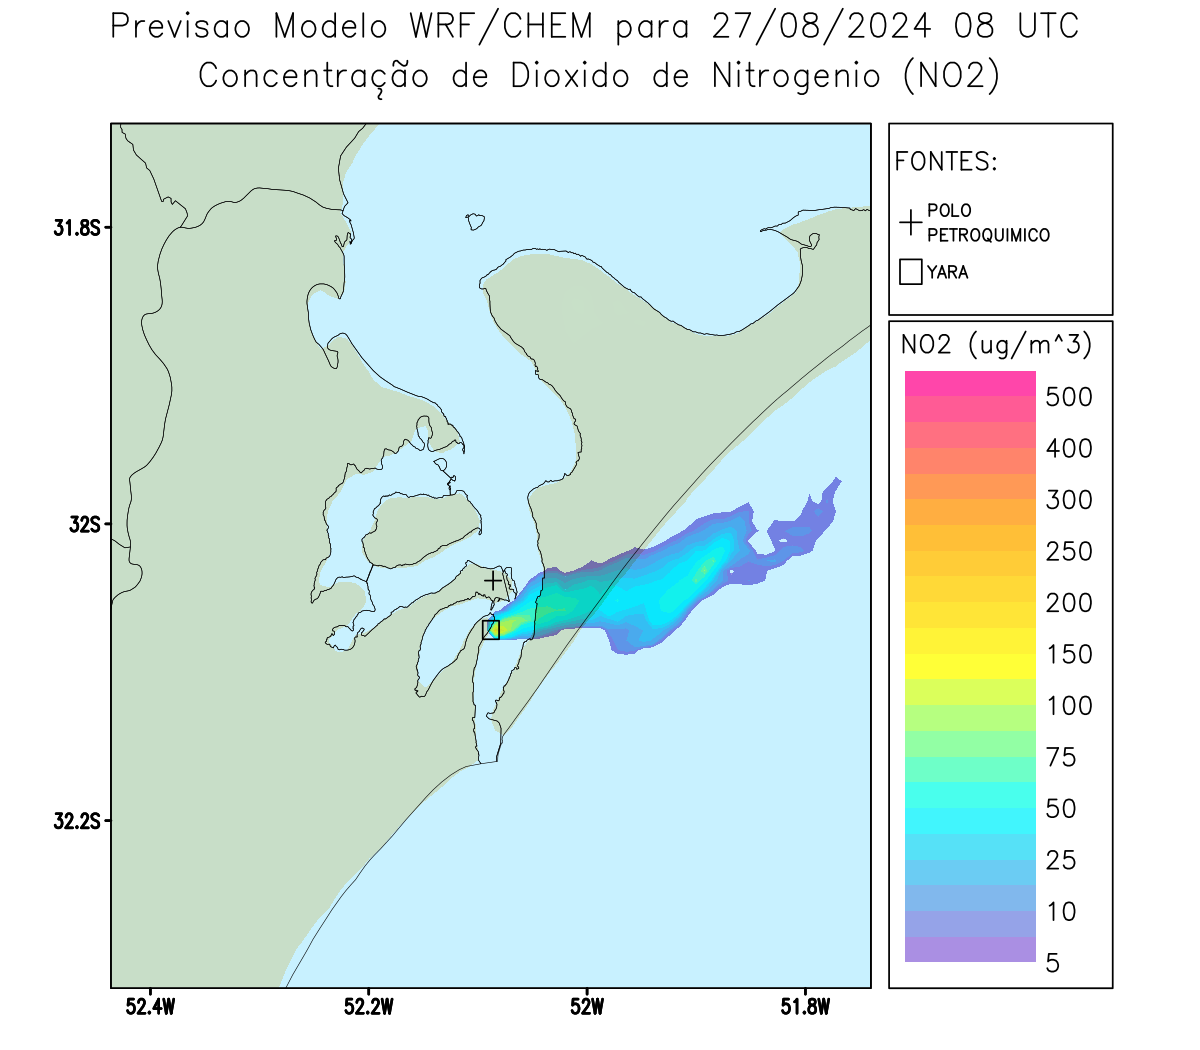 Previsao Modelo WRF/CHEM para 27/08/2024 08 UTC
Concentração de Dioxido de Nitrogenio (NO2)
FONTES:
POLO
PETROQUIMICO
YARA
31.8S
32S
32.2S
52.4W
52.2W
52W
51.8W
NO2 (ug/m^3)
500
400
300
250
200
150
100
75
50
25
10
5